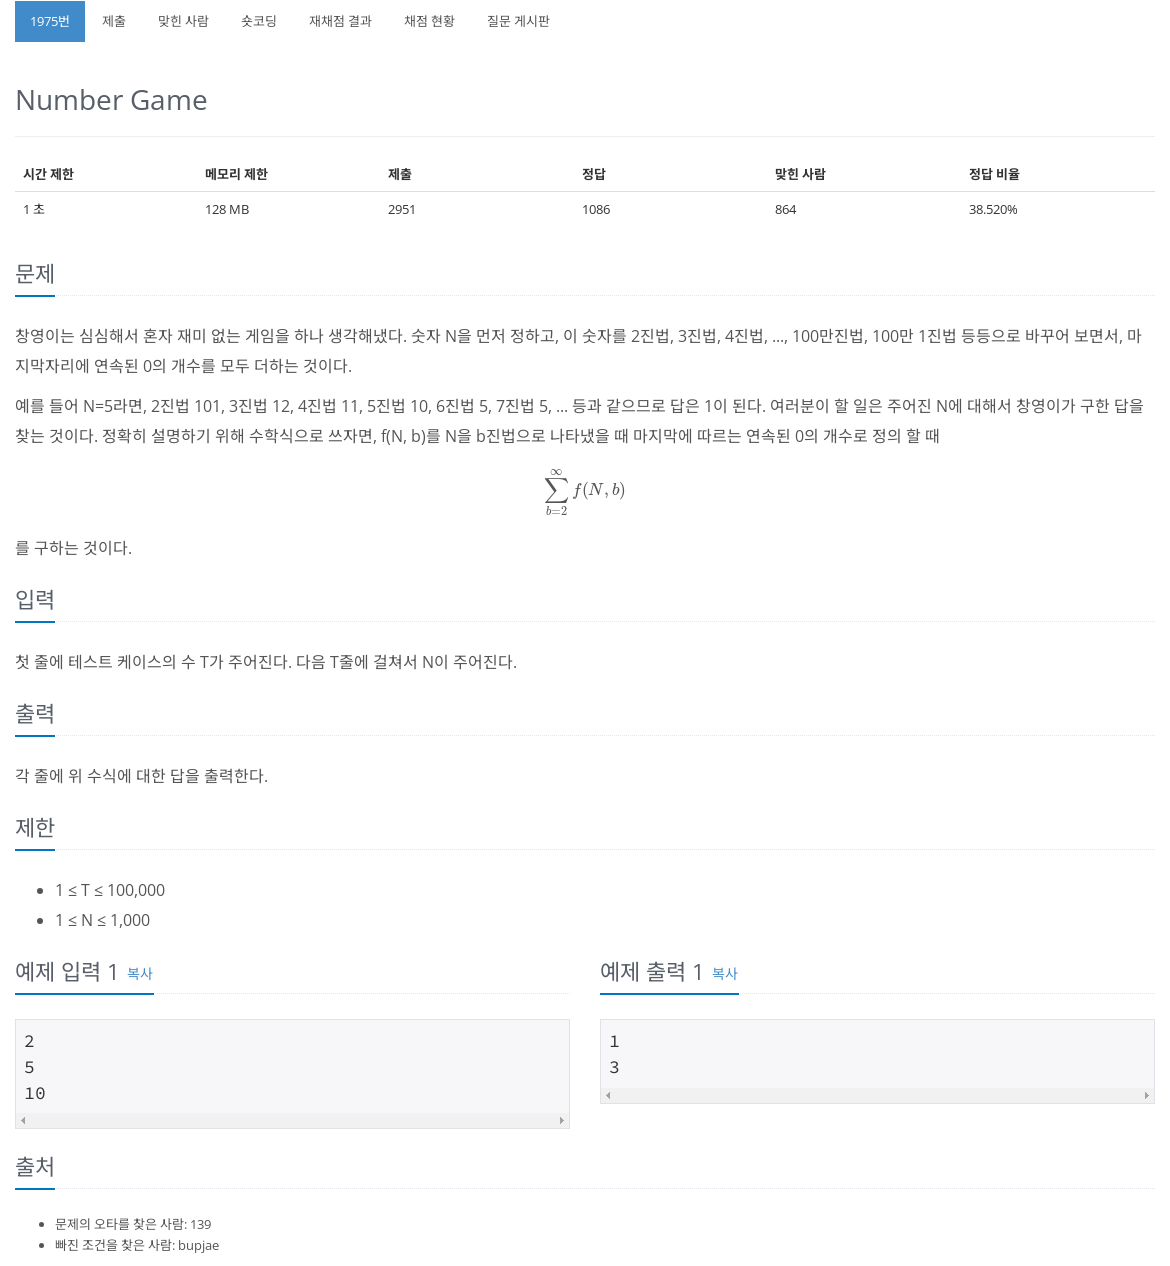 1975번 제출 맞힌 사람 숏코딩 재채점 결과 채점 현황 질문 게시판
Number Game
시간 제한 메모리 제한 제출 정답 맞힌 사람 정답 비율
1 초 128 MB 2951 1086 864 38.520%
문제
창영이는 심심해서 혼자 재미 없는 게임을 하나 생각해냈다. 숫자 N을 먼저 정하고, 이 숫자를 2진법, 3진법, 4진법, ..., 100만진법, 100만 1진법 등등으로 바꾸어 보면서, 마
지막자리에 연속된 0의 개수를 모두 더하는 것이다.
예를 들어 N=5라면, 2진법 101, 3진법 12, 4진법 11, 5진법 10, 6진법 5, 7진법 5, ... 등과 같으므로 답은 1이 된다. 여러분이 할 일은 주어진 N에 대해서 창영이가 구한 답을
찾는 것이다. 정확히 설명하기 위해 수학식으로 쓰자면, f(N, b)를 N을 b진법으로 나타냈을 때 마지막에 따르는 연속된 0의 개수로 정의 할 때
∞
∑ f(N, b)
b=2
를 구하는 것이다.
입력
첫 줄에 테스트 케이스의 수 T가 주어진다. 다음 T줄에 걸쳐서 N이 주어진다.
출력
각 줄에 위 수식에 대한 답을 출력한다.
제한
• 1 ≤ T ≤ 100,000
• 1 ≤ N ≤ 1,000
예제 입력 1 복사
2
5
10
예제 출력 1 복사
1
3
출처
• 문제의 오타를 찾은 사람: 139
• 빠진 조건을 찾은 사람: bupjae